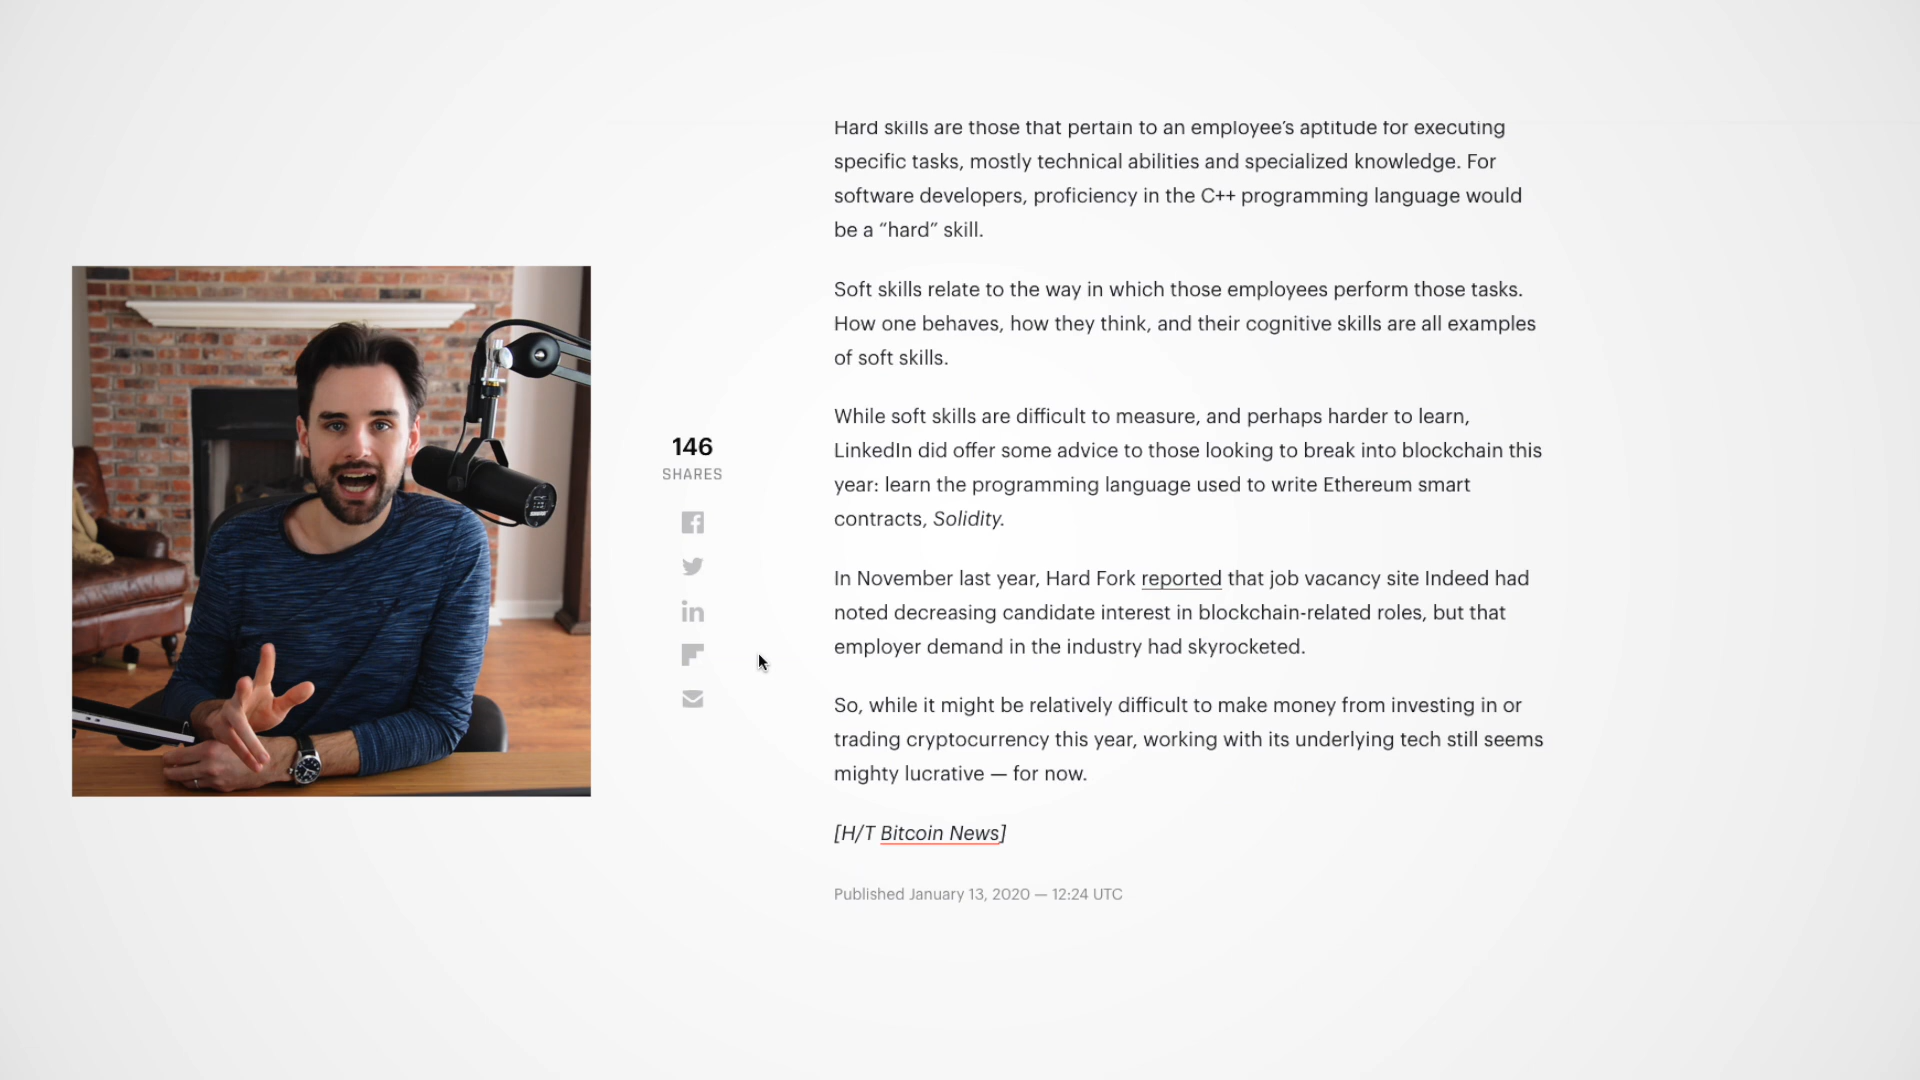 Hard skills are those that pertain to an employee’s aptitude for executing
specific tasks, mostly technical abilities and specialized knowledge. For
software developers, proficiency in the C++ programming language would
be a “hard” skill.
Soft skills relate to the way in which those employees perform those tasks.
How one behaves, how they think, and their cognitive skills are all examples
of soft skills.
While soft skills are difficult to measure, and perhaps harder to learn,
LinkedIn did offer some advice to those looking to break into blockchain this
year: learn the programming language used to write Ethereum smart
contracts, Solidity.
In November last year, Hard Fork reported that job vacancy site Indeed had
noted decreasing candidate interest in blockchain-related roles, but that
employer demand in the industry had skyrocketed.
So, while it might be relatively difficult to make money from investing in or
trading cryptocurrency this year, working with its underlying tech still seems
mighty lucrative — for now.
[H/T Bitcoin News]
Published January 13, 2020 — 12:24 UTC
146
SHARES